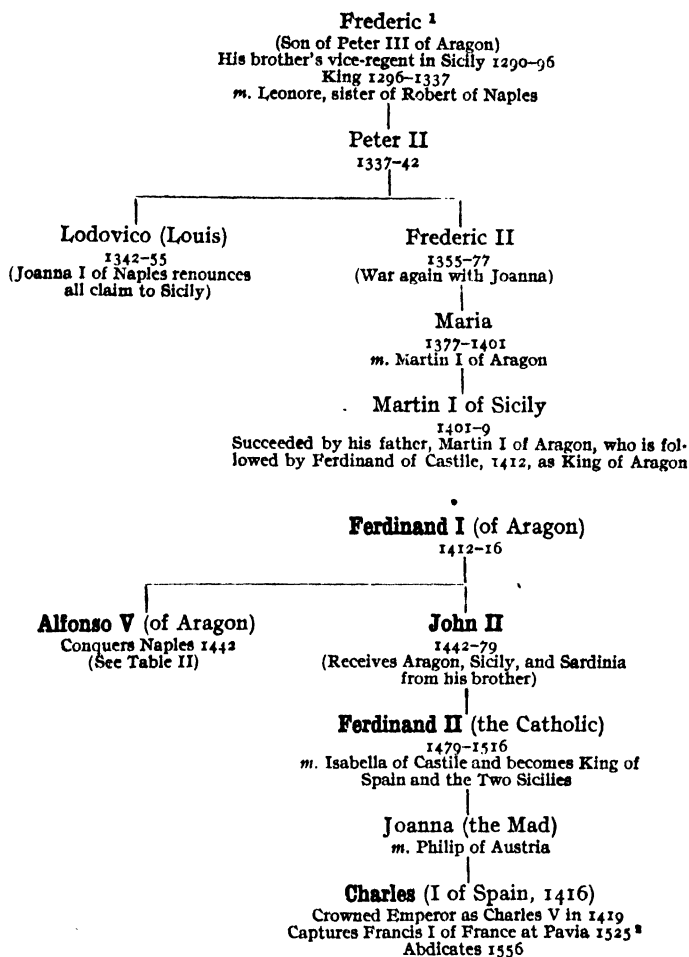 Frederic ¹
(Son of Peter III of Aragon)
His brother's vice-regent in Sicily 1290–96
King 1296–1337
m. Leonore, sister of Robert of Naples
Peter II
1337–42
Lodovico (Louis)
1342–55
(Joanna I of Naples renounces
all claim to Sicily)
Frederic II
1355–77
(War again with Joanna)
Maria
1377–1401
m. Martin I of Aragon
Martin I of Sicily
1401–9
Succeeded by his father, Martin I of Aragon, who is fol-
lowed by Ferdinand of Castile, 1412, as King of Aragon
Ferdinand I (of Aragon)
1412–16
Alfonso V (of Aragon)
Conquers Naples 1442
(See Table II)
John II
1442–79
(Receives Aragon, Sicily, and Sardinia
from his brother)
Ferdinand II (the Catholic)
1479–1516
m. Isabella of Castile and becomes King of
Spain and the Two Sicilies
Joanna (the Mad)
m. Philip of Austria
Charles (I of Spain, 1416)
Crowned Emperor as Charles V in 1419
Captures Francis I of France at Pavia 1525 ²
Abdicates 1556